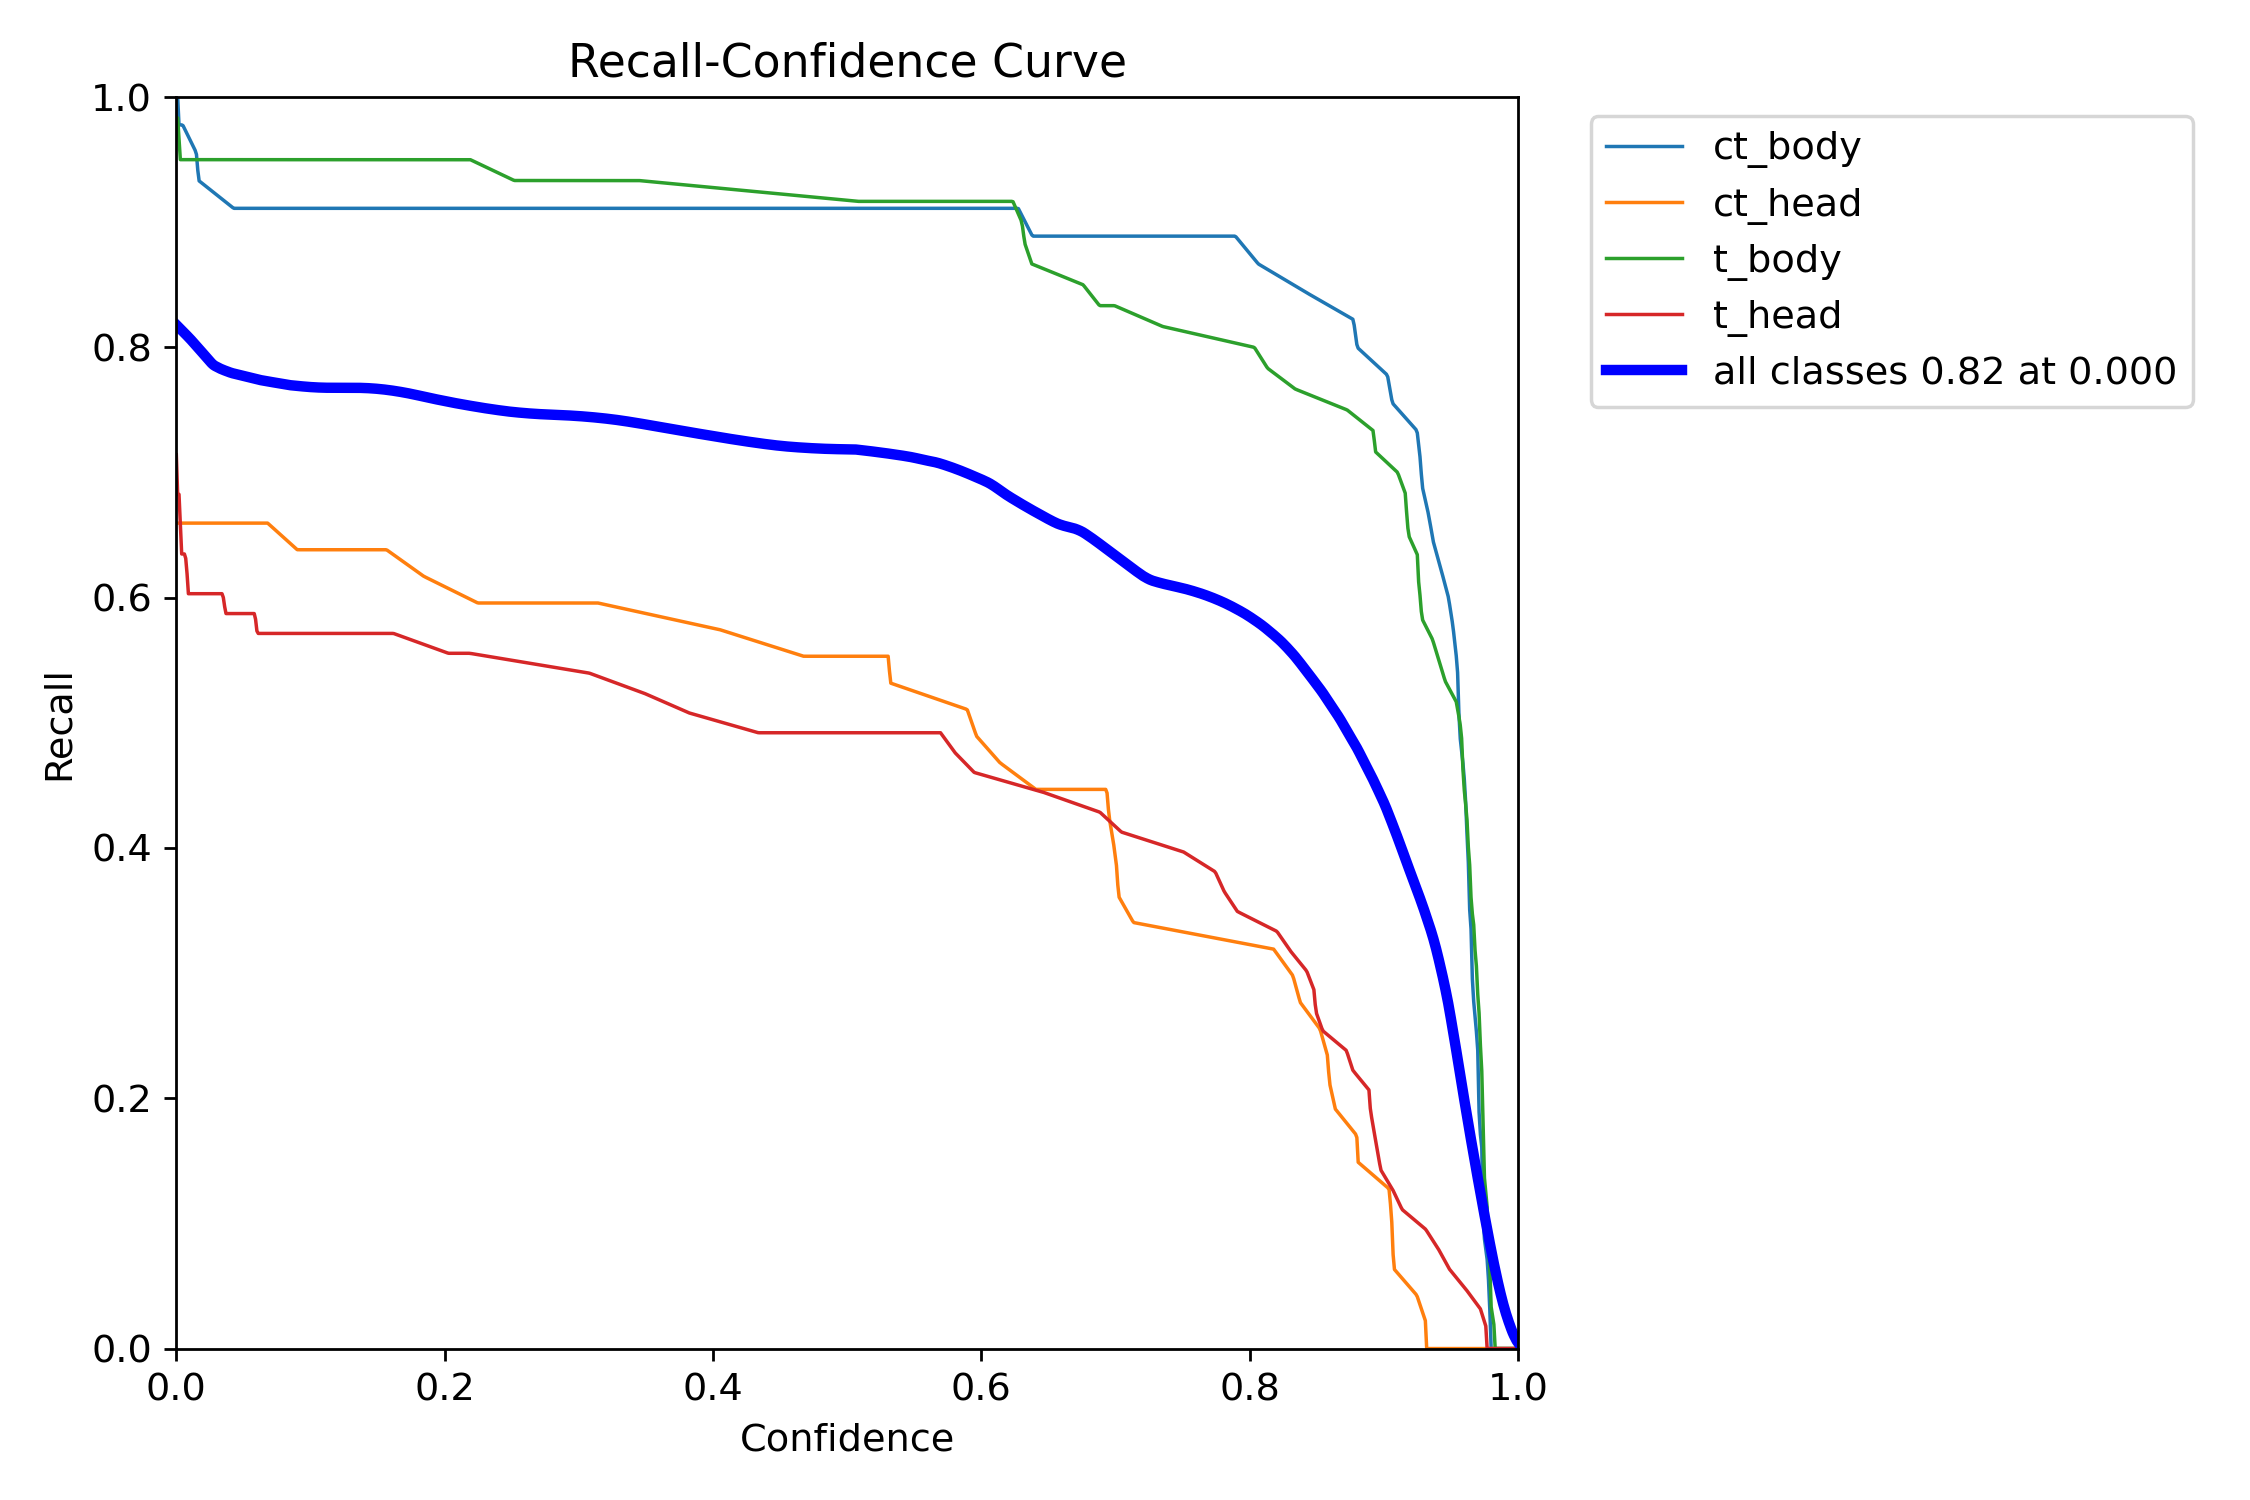 Recall-Confidence Curve
1.0
0.8
0.6
0.4
0.2
0.0
Recall
0.0 0.2 0.4 0.6 0.8 1.0
Confidence
ct_body
ct_head
t_body
t_head
all classes 0.82 at 0.000